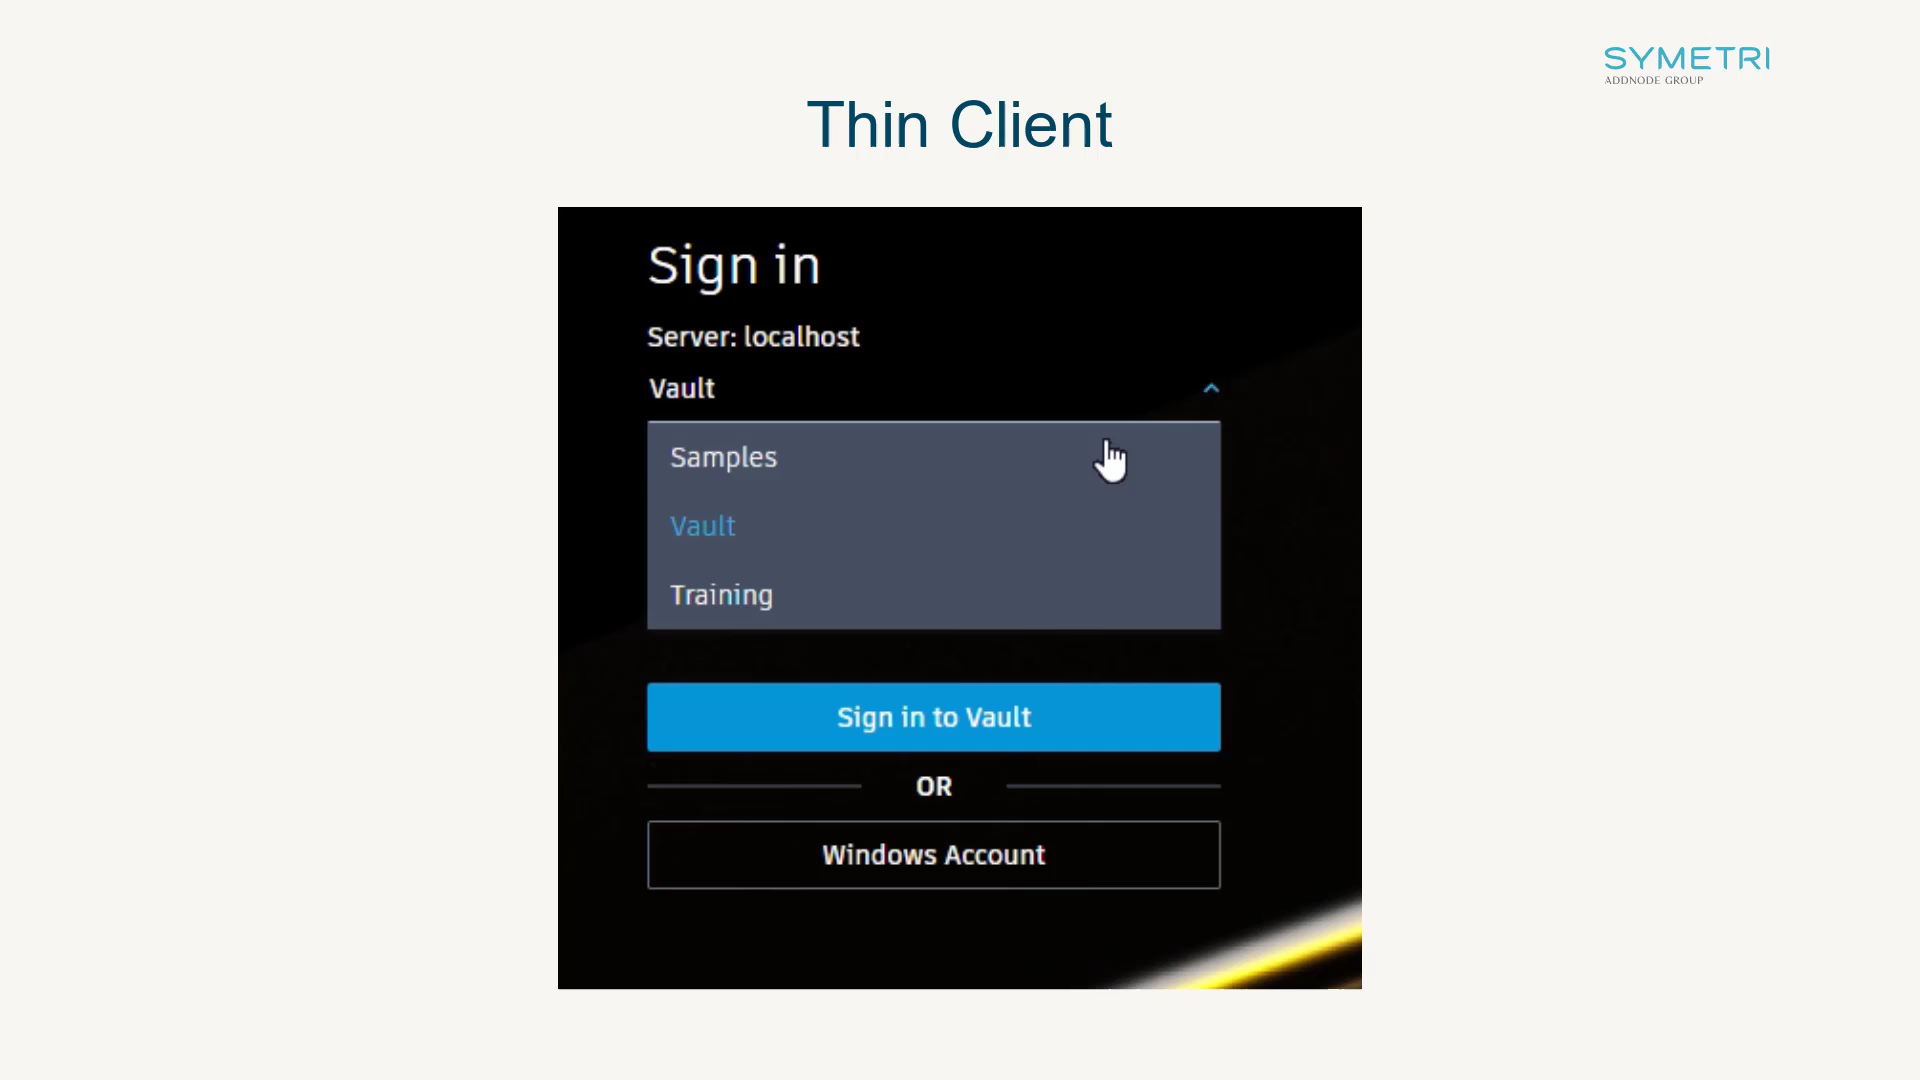 SYMETRI
ADDNODE GROUP
Thin Client
Sign in
Server: localhost
Vault
Samples
Vault
Training
Sign in to Vault
OR
Windows Account